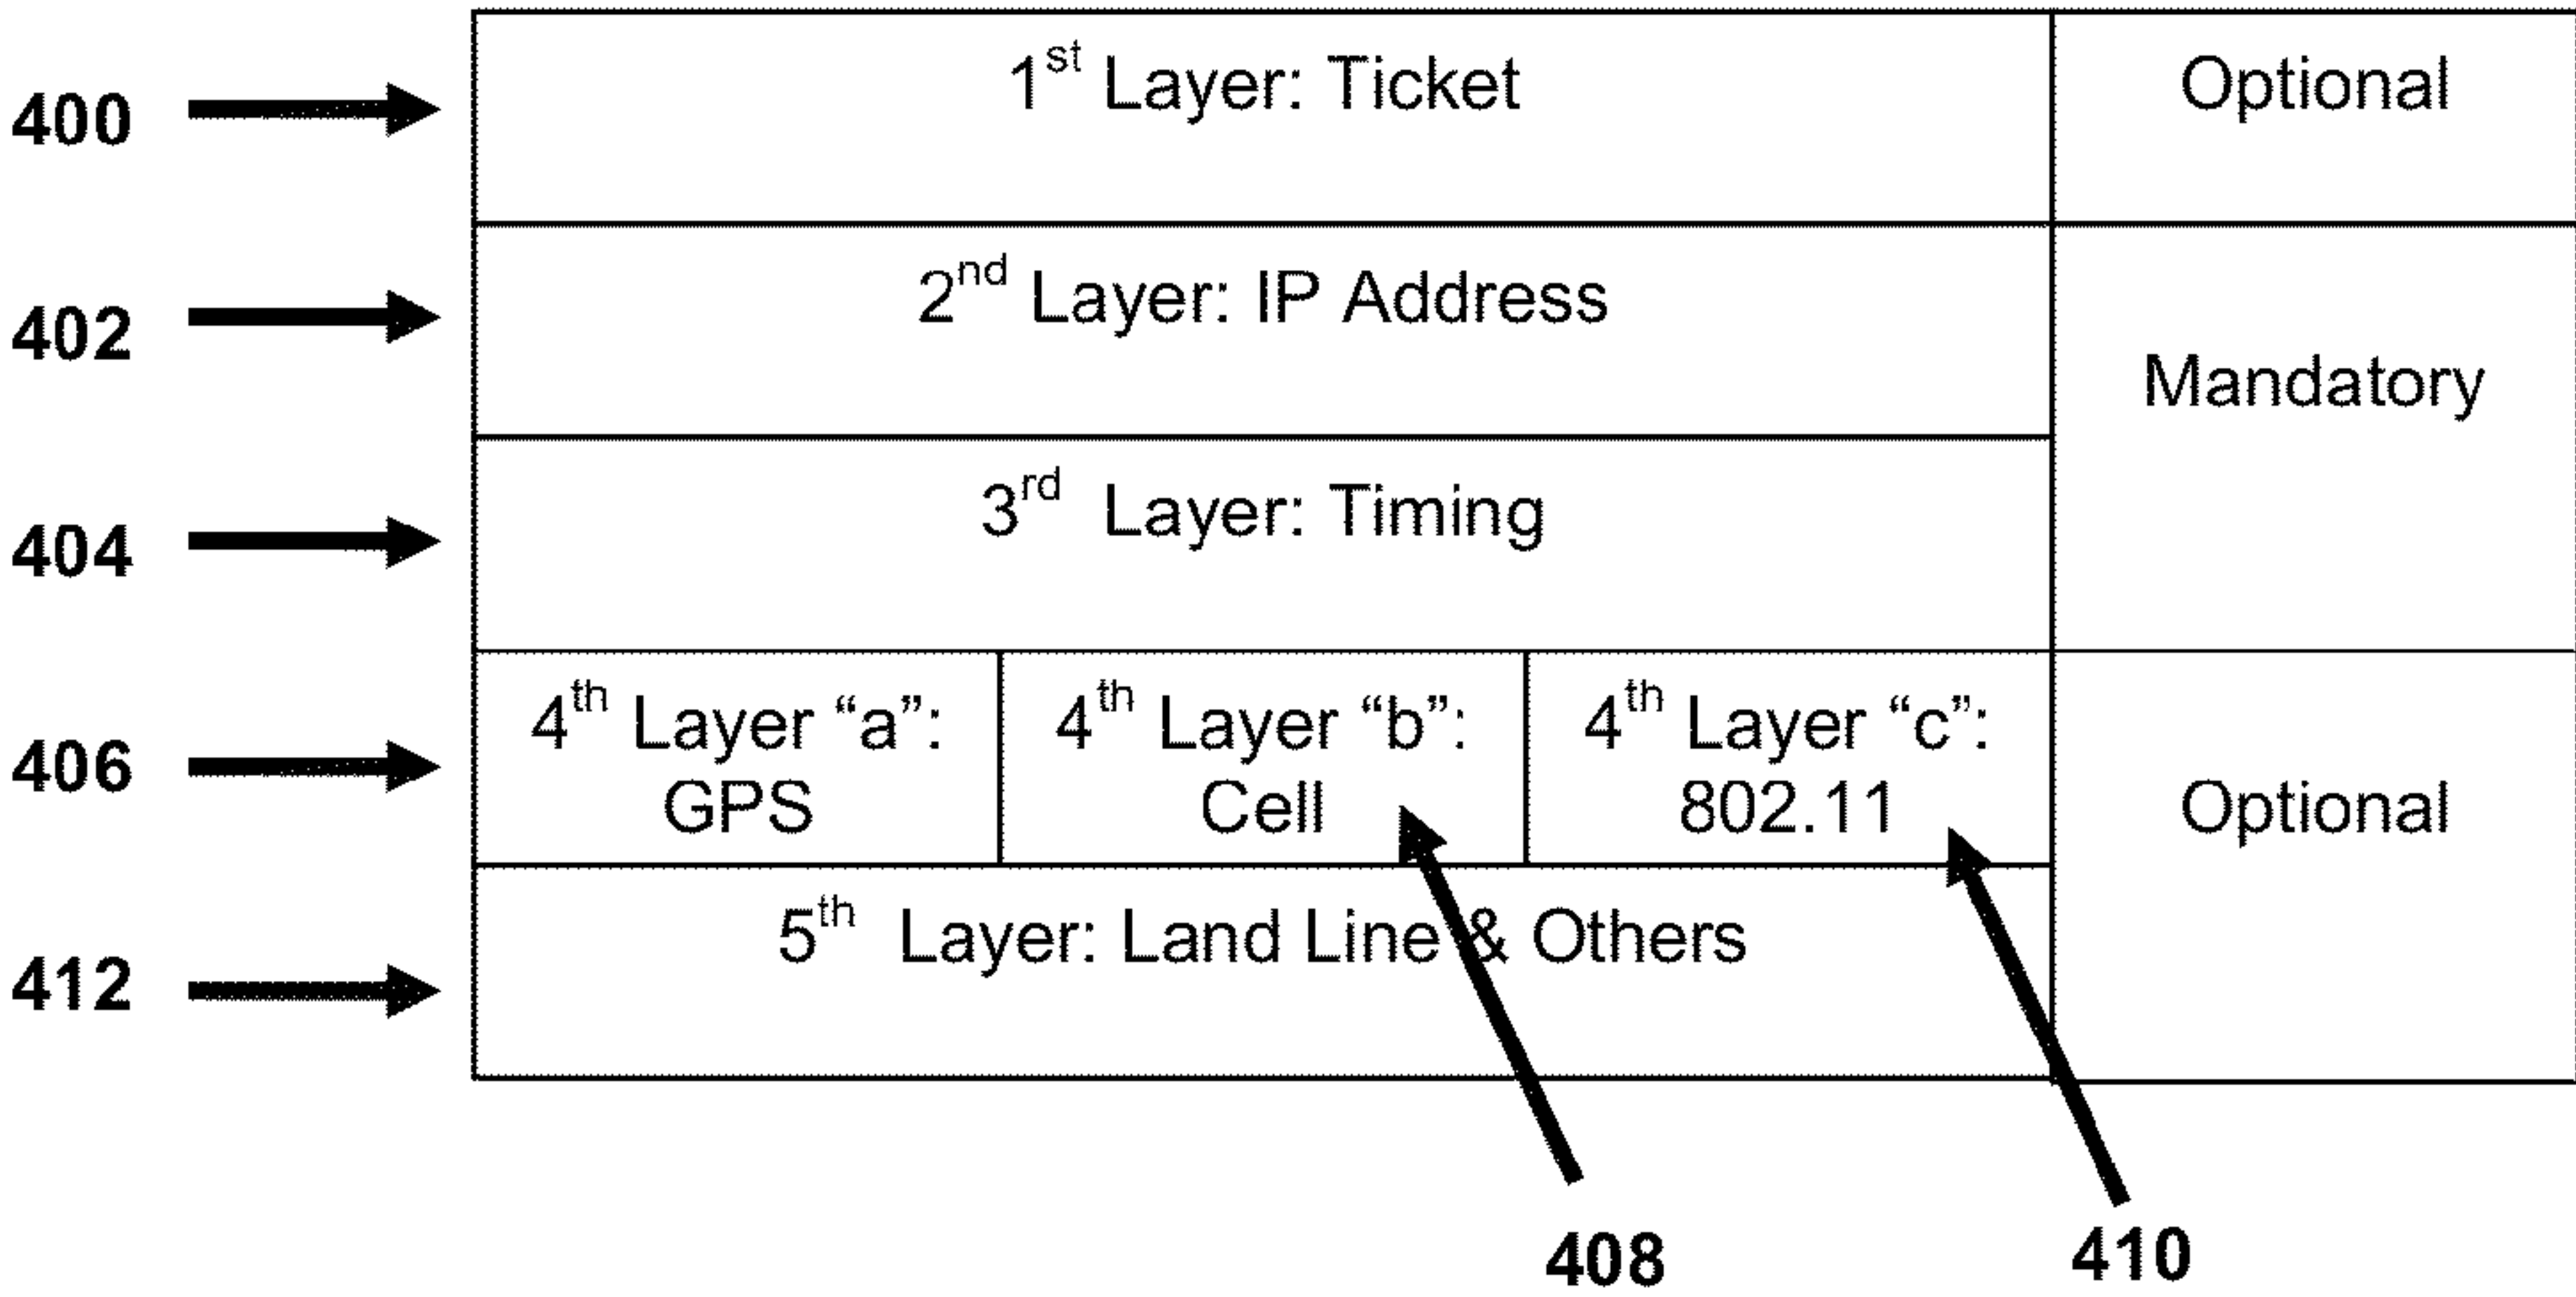 1st Layer: Ticket
Optional
400
2nd Layer: IP Address
402
Mandatory
3rd Layer: Timing
404
4th Layer “a”:
GPS
4th Layer “b”:
Cell
4th Layer “c”:
802.11
406
Optional
5th Layer: Land Line & Others
412
408
410